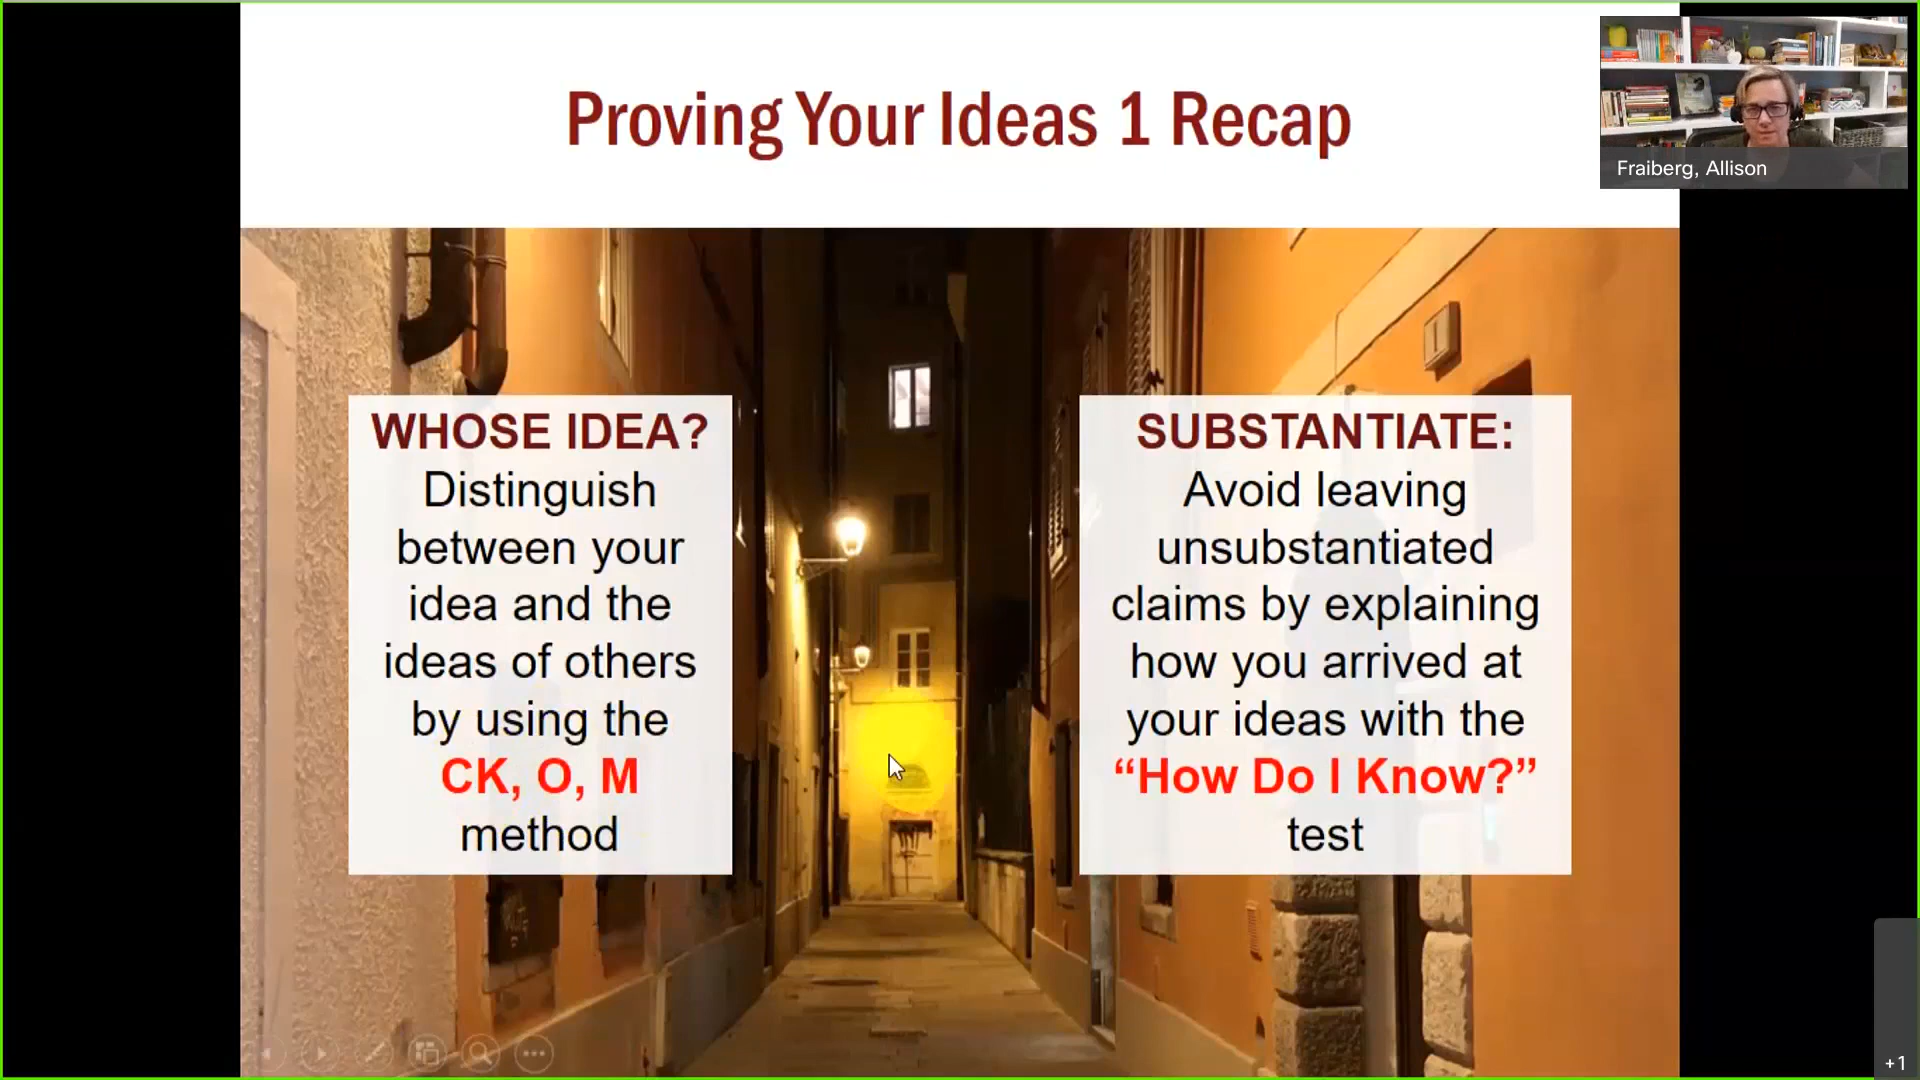 Proving Your Ideas 1 Recap
Fraiberg, Allison
WHOSE IDEA?
Distinguish
between your
idea and the
ideas of others
by using the
CK, O, M
method
SUBSTANTIATE:
Avoid leaving
unsubstantiated
claims by explaining
how you arrived at
your ideas with the
“How Do I Know?”
test
+1